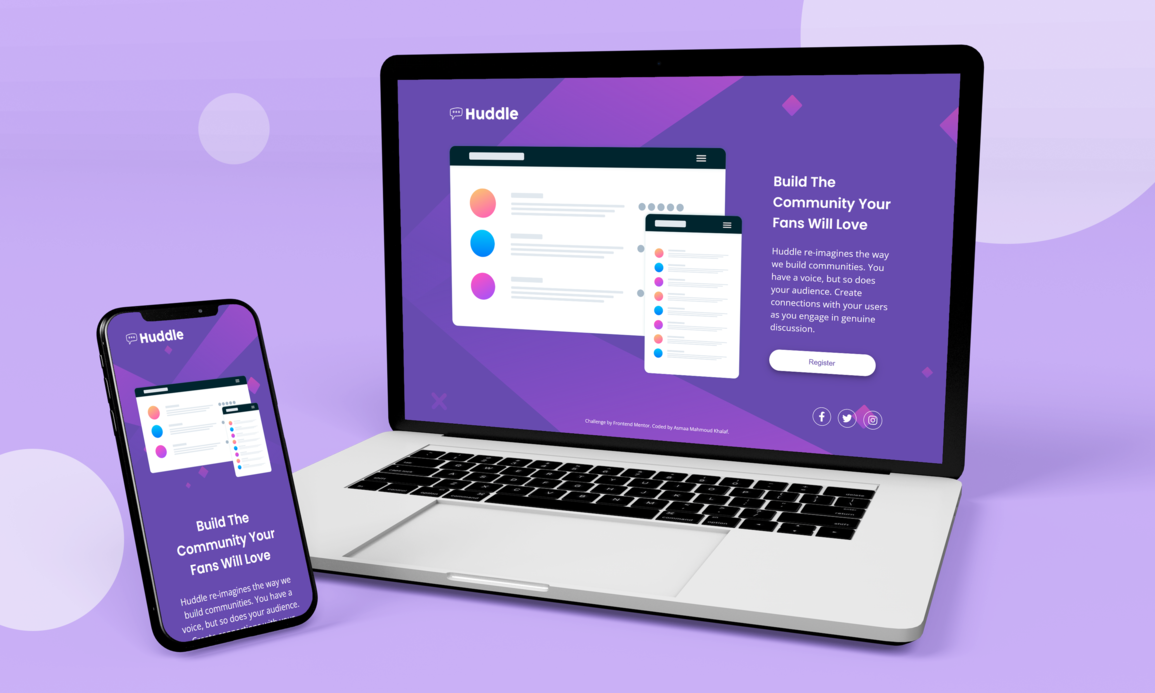 Huddle
Build The
Community Your
Fans Will Love
Huddle re-imagines the way
we build communities. You
have a voice, but so does
your audience. Create
connections with your users
as you engage in genuine
discussion.
Register
Challenge by Frontend Mentor. Coded by Asmaa Mahmoud Khalaf.
Huddle
Build The
Community Your
Fans Will Love
Huddle re-imagines the way we
build communities. You have a
voice, but so does your audience.